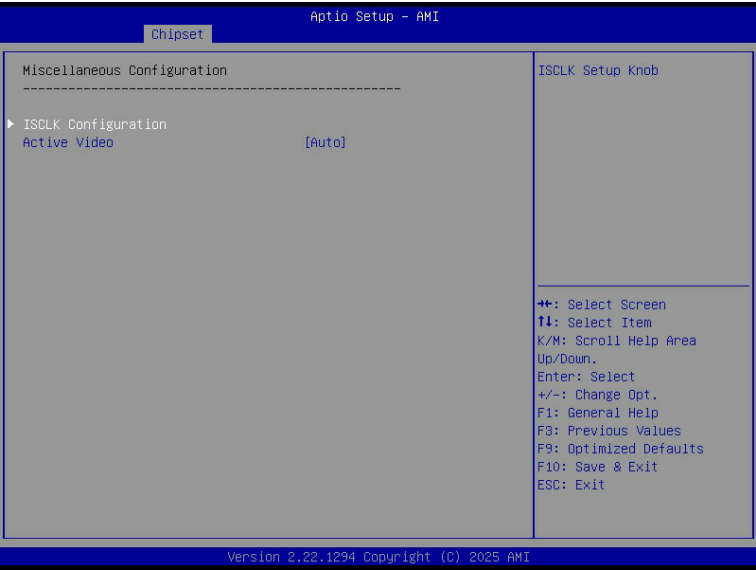 Aptio Setup – AMI
Chipset
Miscellaneous Configuration
--------------------------------------------------
ISCLK Configuration
Active Video [Auto]
ISCLK Setup Knob
→←: Select Screen
↑↓: Select Item
K/M: Scroll Help Area
Up/Down.
Enter: Select
+/-: Change Opt.
F1: General Help
F3: Previous Values
F9: Optimized Defaults
F10: Save & Exit
ESC: Exit
Version 2.22.1294 Copyright (C) 2025 AMI